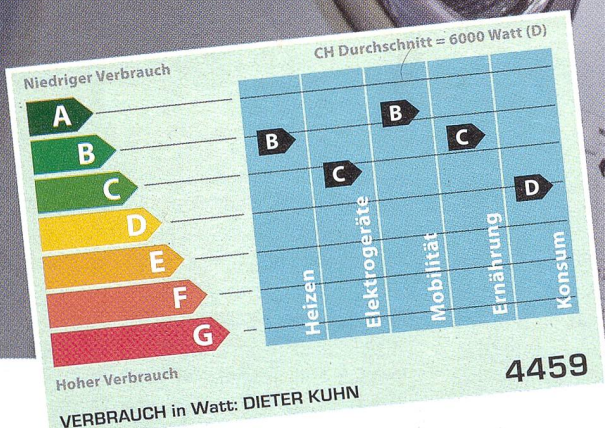 Niedriger Verbrauch
CH Durchschnitt = 6000 Watt (D)
A
B
C
D
E
F
G
B
C
B
C
D
Heizen
Elektrogeräte
Mobilität
Ernährung
Konsum
Hoher Verbrauch
4459
VERBRAUCH in Watt: DIETER KUHN